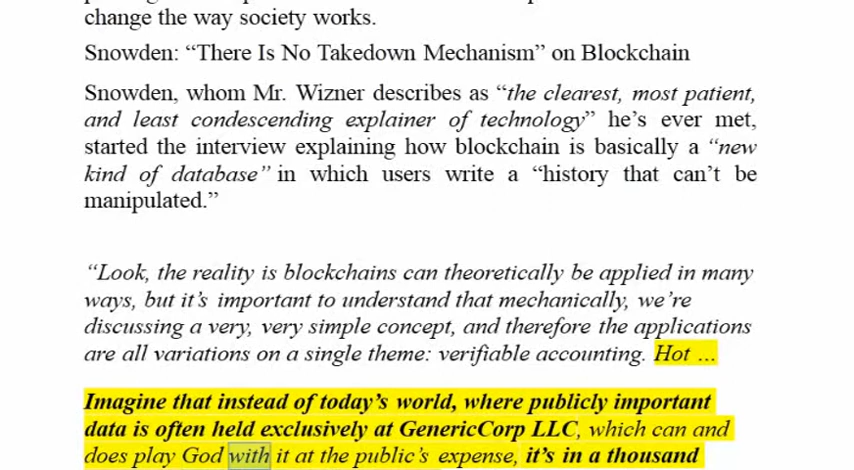 change the way society works.
Snowden: “There Is No Takedown Mechanism” on Blockchain
Snowden, whom Mr. Wizner describes as “the clearest, most patient,
and least condescending explainer of technology” he’s ever met,
started the interview explaining how blockchain is basically a “new
kind of database” in which users write a “history that can’t be
manipulated.”
“Look, the reality is blockchains can theoretically be applied in many
ways, but it’s important to understand that mechanically, we’re
discussing a very, very simple concept, and therefore the applications
are all variations on a single theme: verifiable accounting. Hot ...
Imagine that instead of today’s world, where publicly important
data is often held exclusively at GenericCorp LLC, which can and
does play God with it at the public’s expense, it’s in a thousand